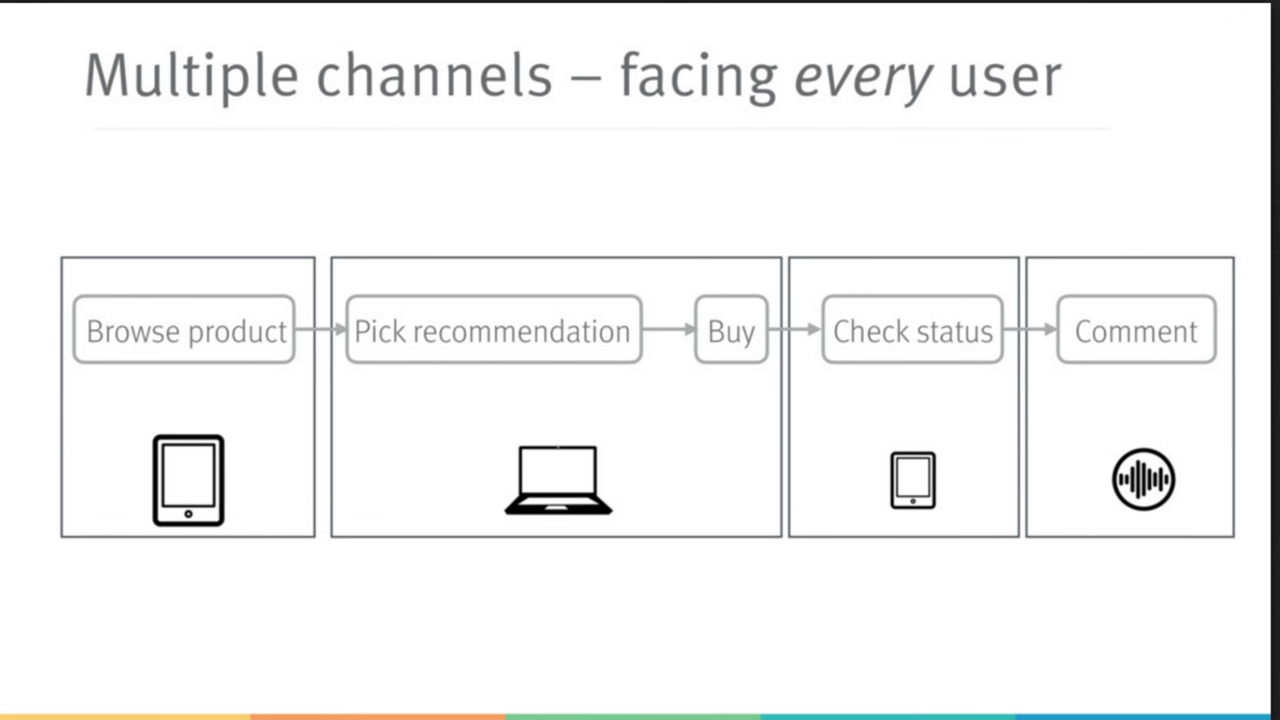 Multiple channels – facing every user
Browse product
Pick recommendation
Buy
Check status
Comment